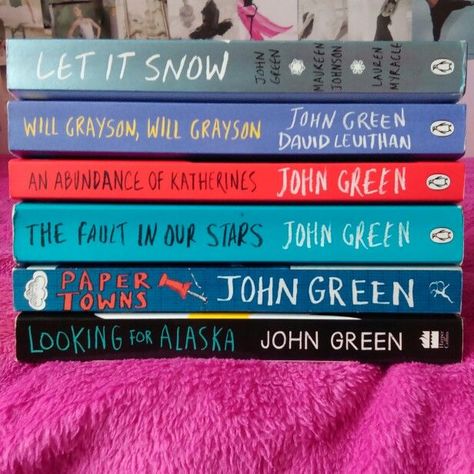 LET IT SNOW
JOHN GREEN
MAUREEN JOHNSON
LAUREN MYRACLE
WILL GRAYSON, WILL GRAYSON
JOHN GREEN
DAVID LEVITHAN
AN ABUNDANCE OF KATHERINES JOHN GREEN
THE FAULT IN OUR STARS JOHN GREEN
PAPER
TOWNS
JOHN GREEN
LOOKING FOR ALASKA JOHN GREEN